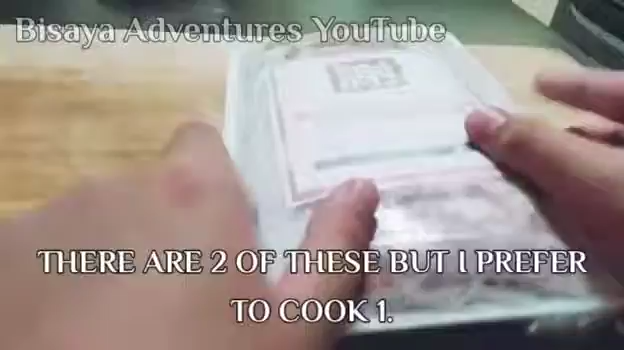 Bisaya Adventures YouTube
THERE ARE 2 OF THESE BUT I PREFER
TO COOK 1.